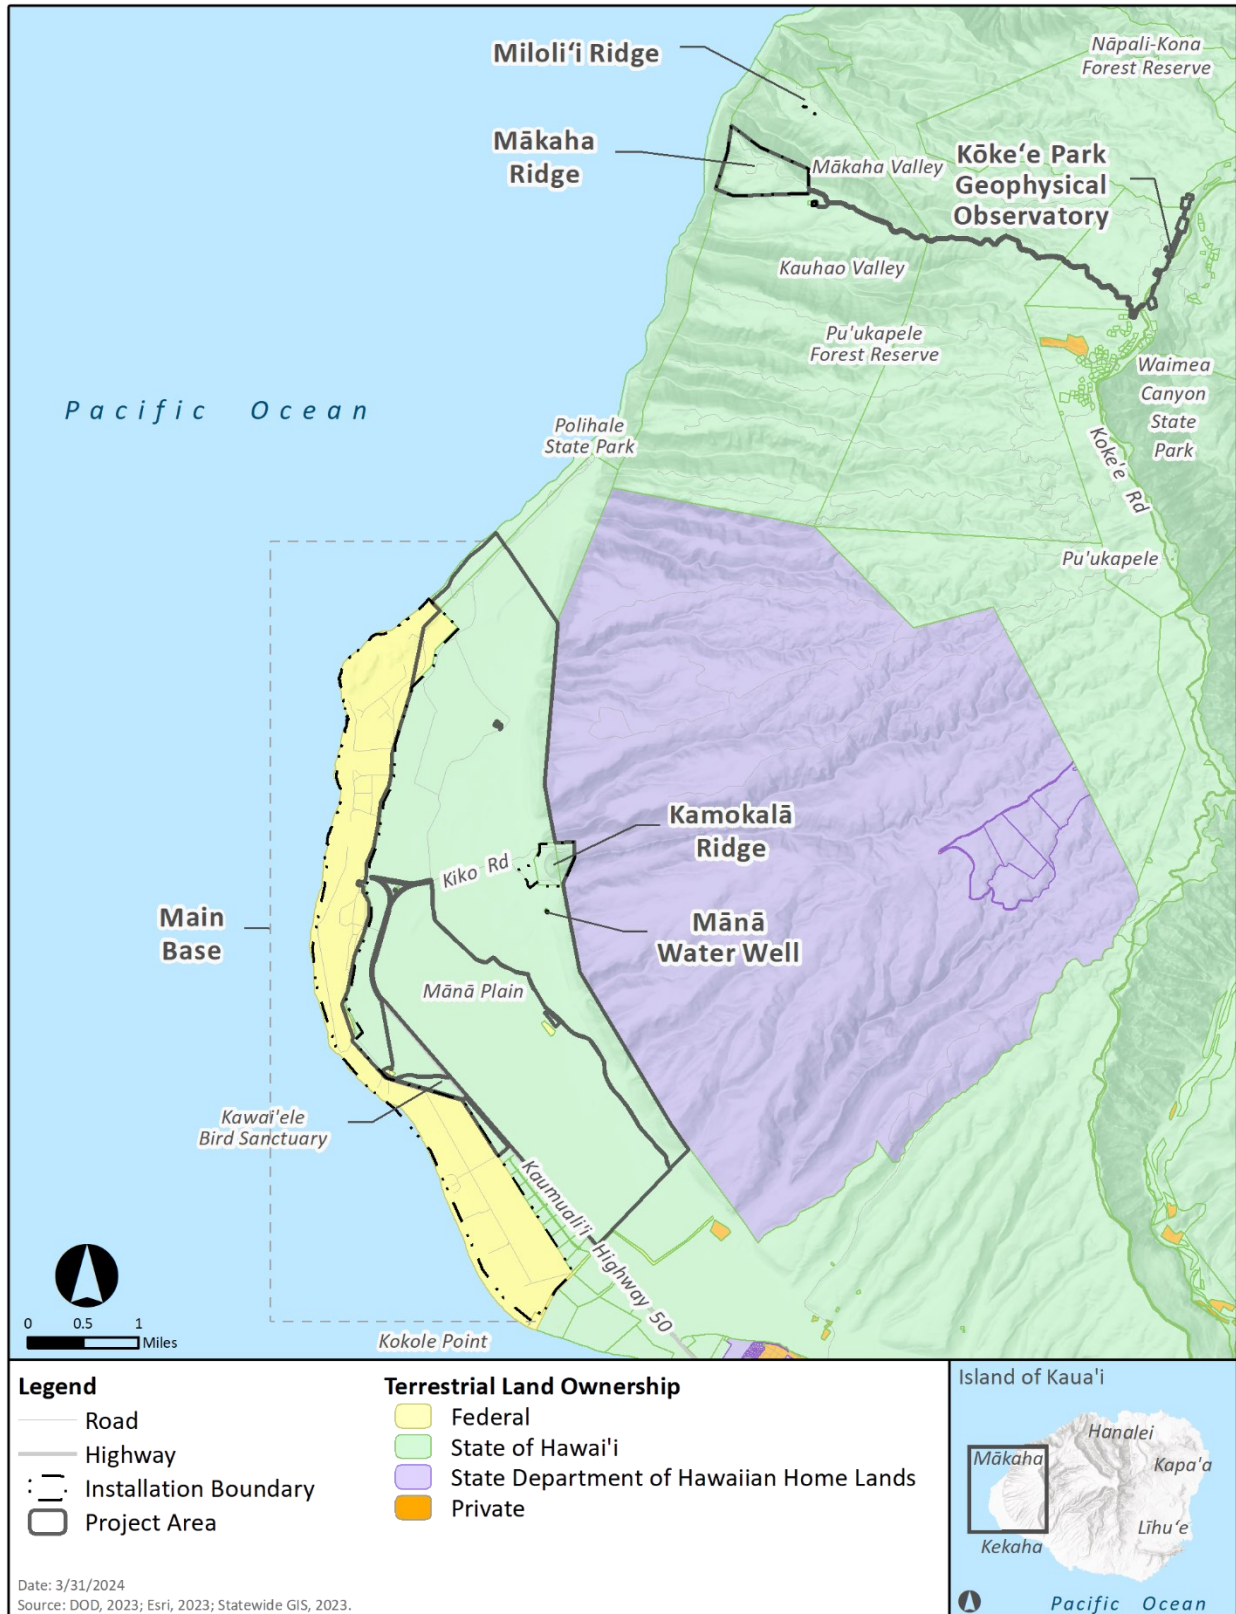 Miloli‘i Ridge
Nāpali-Kona
Forest Reserve
Mākaha
Ridge
Mākaha Valley
Kōke‘e Park
Geophysical
Observatory
Kauhao Valley
Pu'ukapele
Forest Reserve
Waimea
Canyon
State
Park
Pacific Ocean
Polihale
State Park
Koke'e Rd
Pu'ukapele
Kamokalā
Ridge
Kiko Rd
Main
Base
Mānā
Water Well
Mānā Plain
Kawai'ele
Bird Sanctuary
Kaumuali'i Highway 50
0 0.5 1
Miles
Kokole Point
Legend
Road
Highway
Installation Boundary
Project Area
Terrestrial Land Ownership
Federal
State of Hawai'i
State Department of Hawaiian Home Lands
Private
Date: 3/31/2024
Source: DOD, 2023; Esri, 2023; Statewide GIS, 2023.
Island of Kaua'i
Hanalei
Mākaha
Kapa'a
Līhu‘e
Kekaha
Pacific Ocean